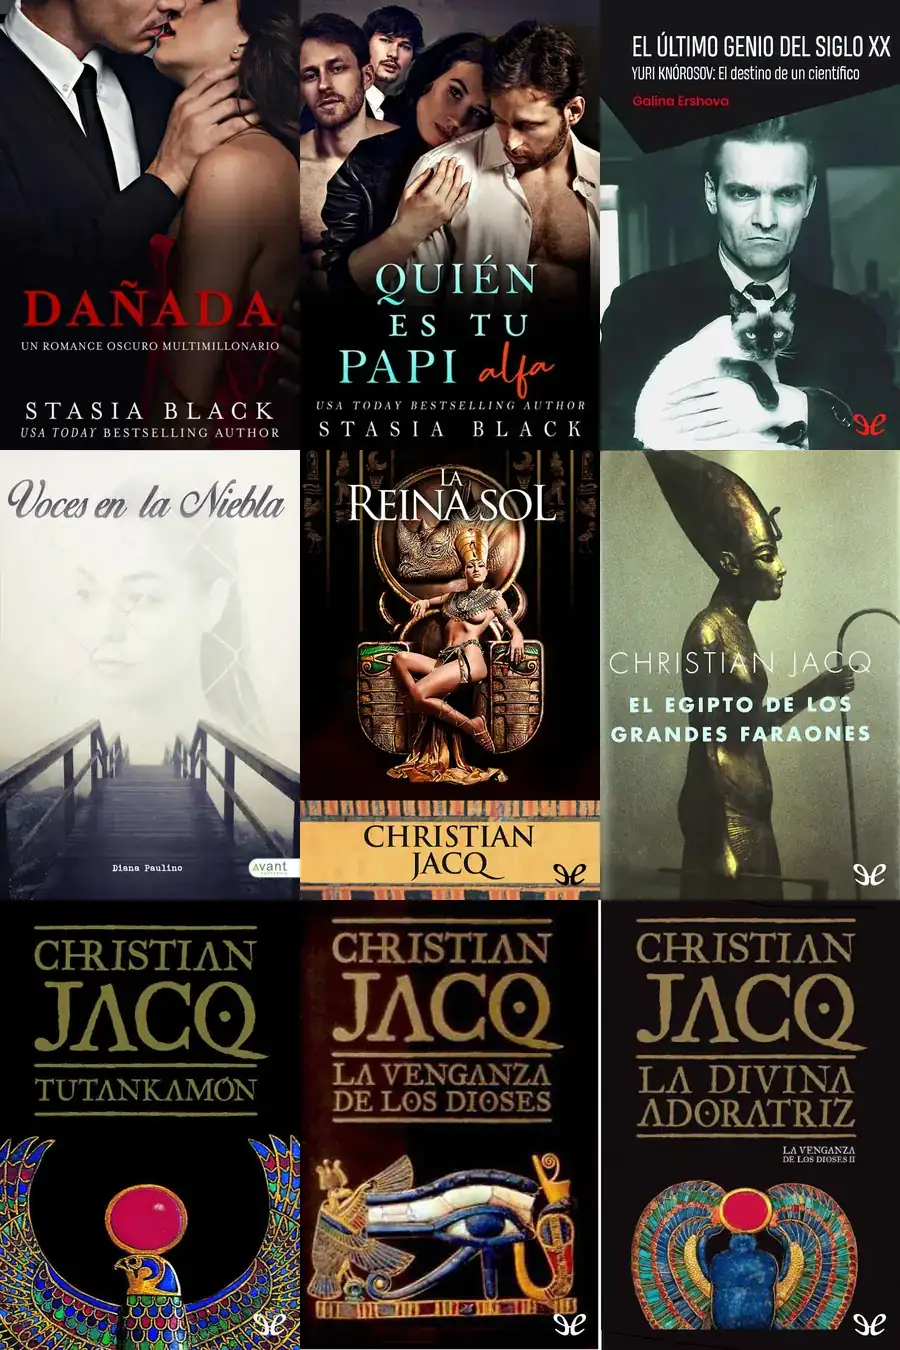 DAÑADA
UN ROMANCE OSCURO MULTIMILLONARIO
STASIA BLACK
USA TODAY BESTSELLING AUTHOR
QUIÉN
ES TU
PAPI alfa
USA TODAY BESTSELLING AUTHOR
STASIA BLACK
EL ÚLTIMO GENIO DEL SIGLO XX
YURI KNÓROSOV: El destino de un científico
Galina Ershova
Voces en la Niebla
Diana Paulino
avant
LA
REINA SOL
CHRISTIAN
JACQ
CHRISTIAN JACQ
EL EGIPTO DE LOS
GRANDES FARAONES
CHRISTIAN
JACQ
TUTANKAMÓN
CHRISTIAN
JACQ
LA VENGANZA
DE LOS DIOSES
CHRISTIAN
JACQ
LA DIVINA
ADORATRIZ
LA VENGANZA
DE LOS DIOSES II